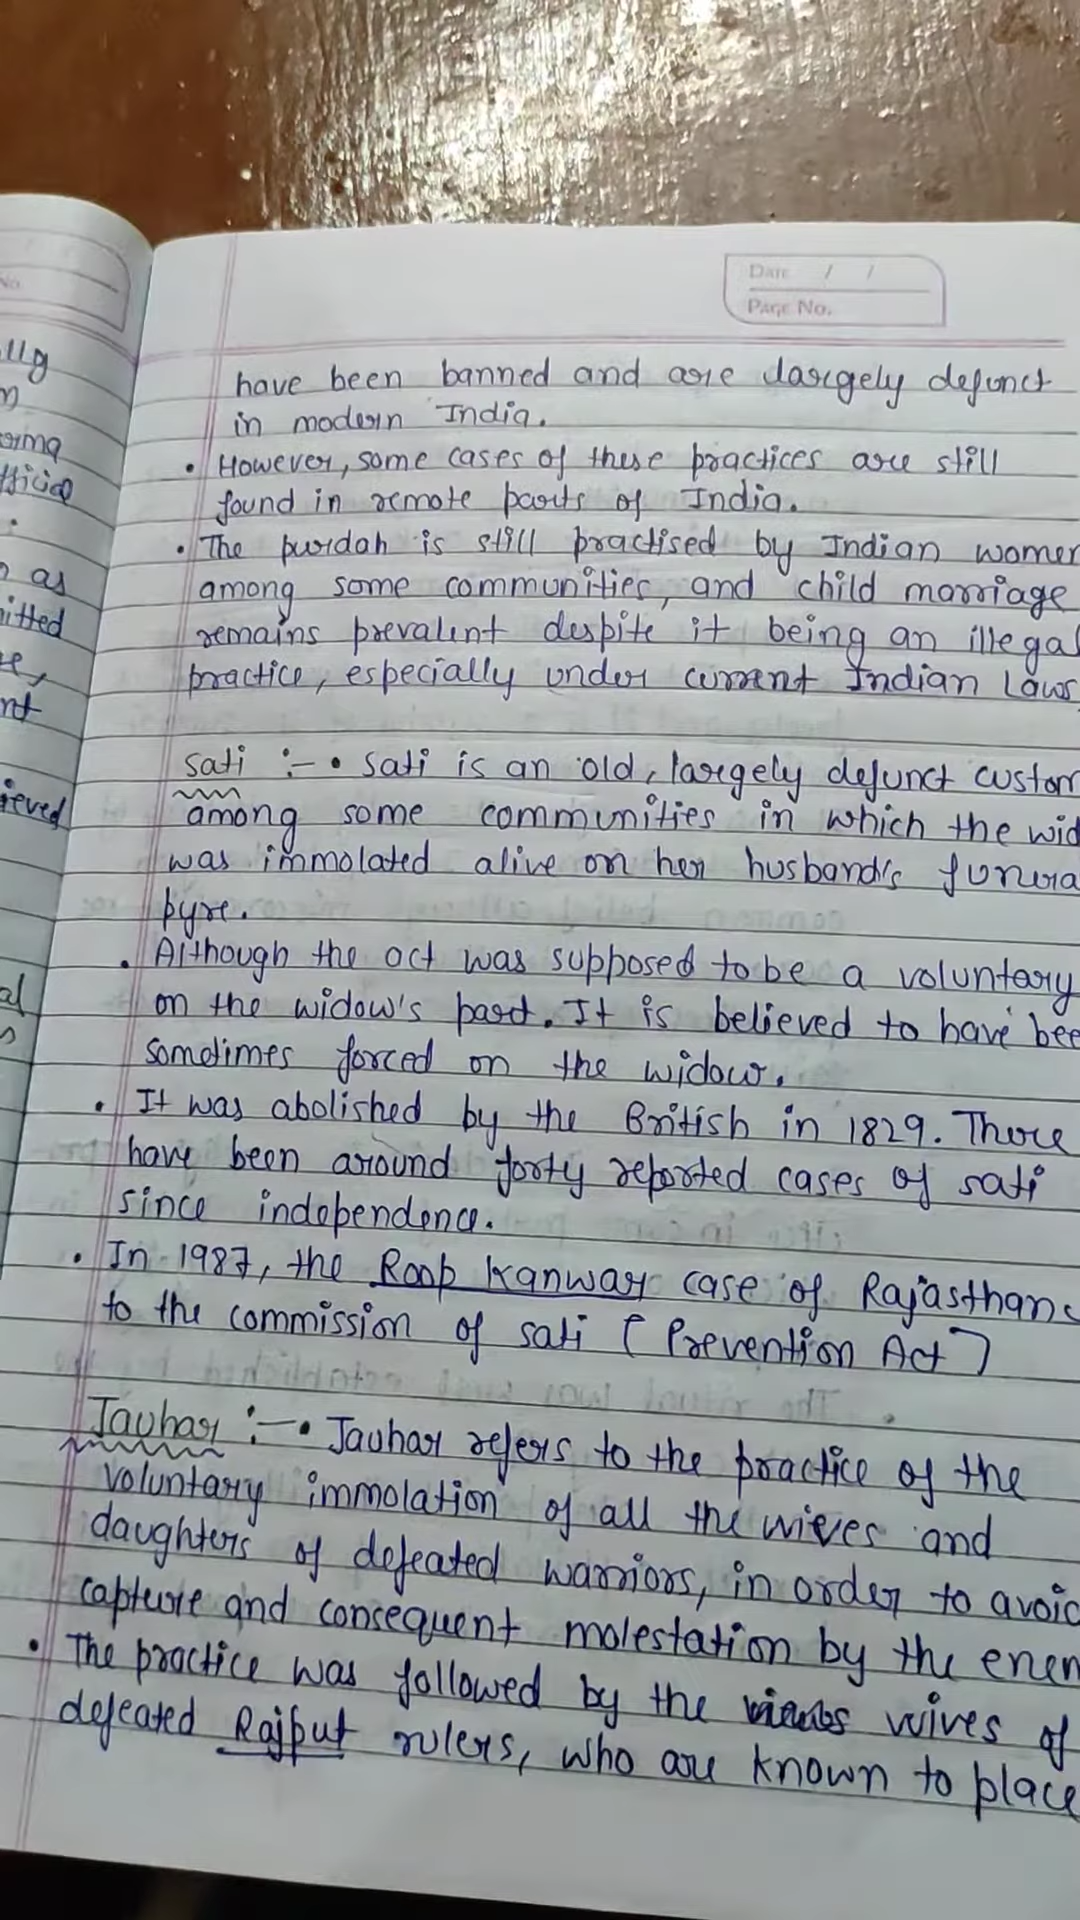 No.
Date / /
Page No.
have been banned and are largely defunct
in modern India.
• However, some cases of these practices are still
found in remote parts of India.
• The purdah is still practised by Indian women
among some communities, and child marriage
remains prevalent despite it being an illegal
practice, especially under current Indian Laws
Sati :- • Sati is an old, largely defunct custom
among some communities in which the wid
was immolated alive on her husband's funera
pyre.
• Although the act was supposed to be a voluntary
on the widow's part. It is believed to have bee
sometimes forced on the widow.
• It was abolished by the British in 1829. There
have been around forty reported cases of sati
since independence.
• In 1987, the Roop Kanwar case of Rajasthan
to the commission of sati [Prevention Act]
Jauhar :- • Jauhar refers to the practice of the
voluntary immolation of all the wives and
daughters of defeated warriors, in order to avoid
capture and consequent molestation by the enem
• The practice was followed by the wives of
defeated Rajput rulers, who are known to place